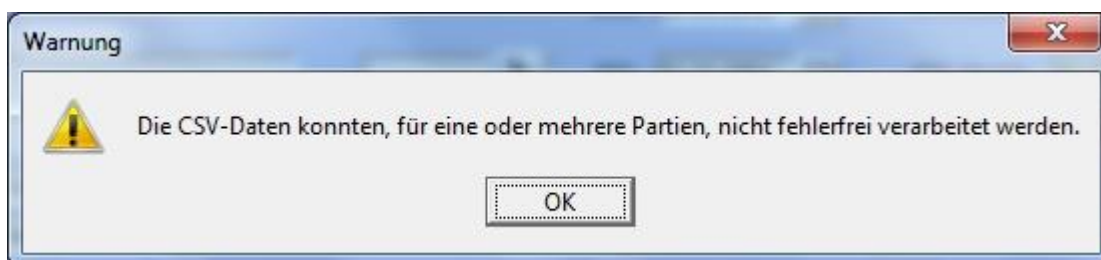 Warnung
Die CSV-Daten konnten, für eine oder mehrere Partien, nicht fehlerfrei verarbeitet werden.
OK